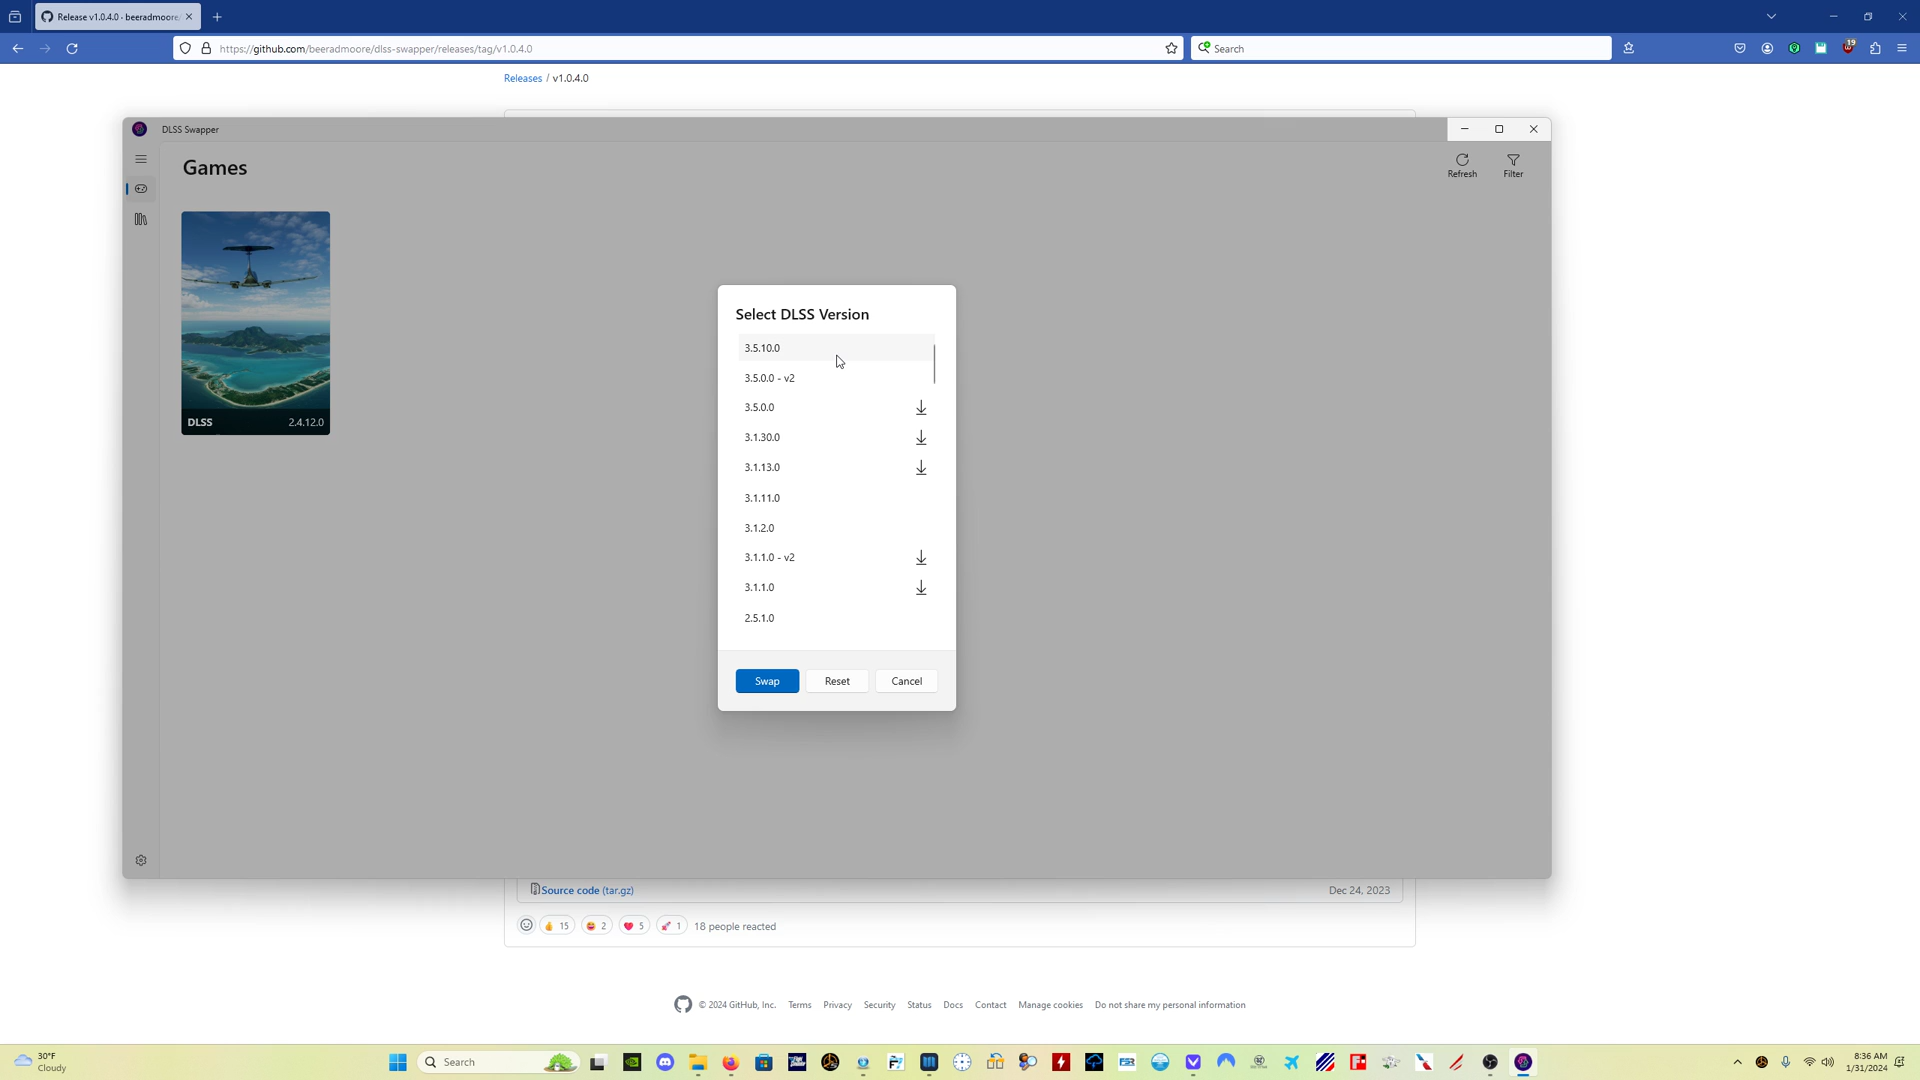 Release v1.0.4.0 - beeradmoore
https://github.com/beeradmoore/dlss-swapper/releases/tag/v1.0.4.0
Search
19
Releases / v1.0.4.0
DLSS Swapper
Games
Refresh
Filter
DLSS 2.4.12.0
Select DLSS Version
3.5.10.0
3.5.0.0 - v2
3.5.0.0
3.1.30.0
3.1.13.0
3.1.11.0
3.1.2.0
3.1.1.0 - v2
3.1.1.0
2.5.1.0
Swap
Reset
Cancel
Source code (tar.gz)
Dec 24, 2023
15
2
5
1
18 people reacted
© 2024 GitHub, Inc.
Terms
Privacy
Security
Status
Docs
Contact
Manage cookies
Do not share my personal information
30°F
Cloudy
Search
8:36 AM
1/31/2024